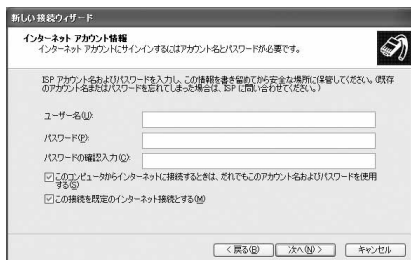 新しい接続ウィザード
インターネット アカウント情報
インターネット アカウントにサインインするにはアカウント名とパスワードが必要です。
ISP アカウント名およびパスワードを入力し、この情報を書き留めてから安全な場所に保管してください。(既存
のアカウント名またはパスワードを忘れてしまった場合は、ISP に問い合わせてください。)
ユーザー名(U):
パスワード(P):
パスワードの確認入力(C):
このコンピュータからインターネットに接続するときは、だれでもこのアカウント名およびパスワードを使用
する(S)
この接続を既定のインターネット接続とする(M)
< 戻る(B)
次へ(N) >
キャンセル